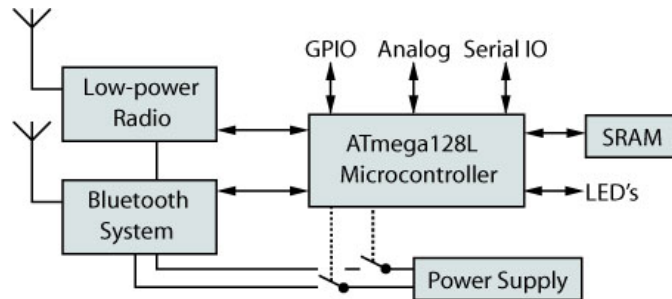 GPIO Analog Serial IO
Low-power
Radio
ATmega128L
Microcontroller
SRAM
Bluetooth
System
LED's
Power Supply